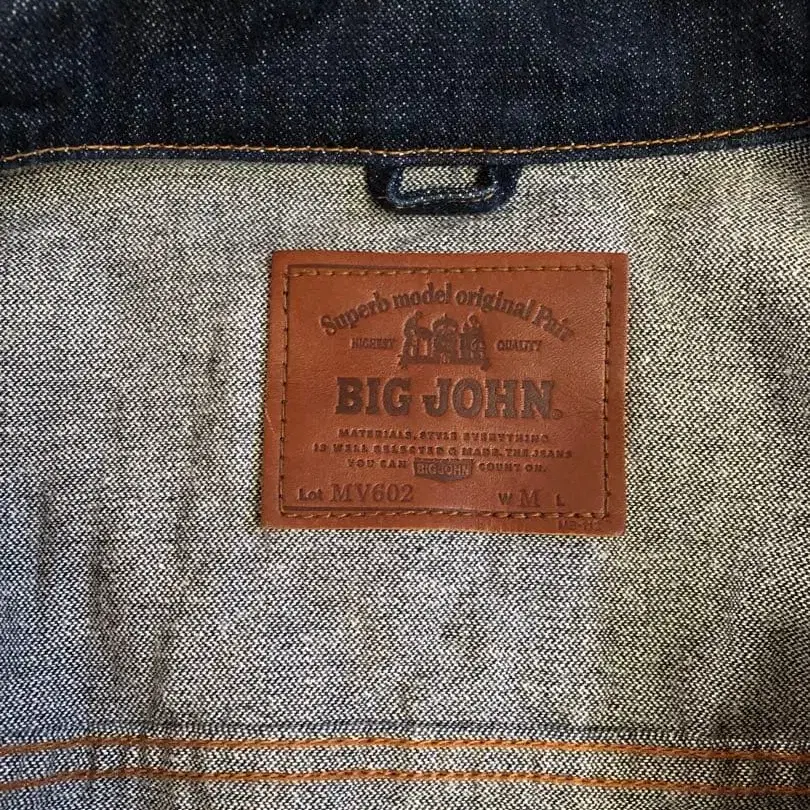 Superb model original Pair
HIGHEST QUALITY
BIG JOHN®
MATERIALS, STYLE EVERYTHING
IS WELL SELECTED & MADE. THE JEANS
YOU CAN BIG JOHN COUNT ON.
Lot MV602 W M L